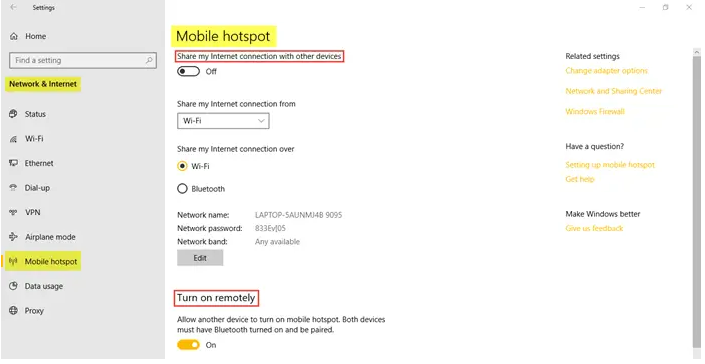 Settings
Home
Find a setting
Network & Internet
Status
Wi-Fi
Ethernet
Dial-up
VPN
Airplane mode
Mobile hotspot
Data usage
Proxy
Mobile hotspot
Share my Internet connection with other devices
Off
Share my Internet connection from
Wi-Fi
Share my Internet connection over
Wi-Fi
Bluetooth
Network name: LAPTOP-5AUNMJ4B 9095
Network password: 833Ev[05
Network band: Any available
Edit
Turn on remotely
Allow another device to turn on mobile hotspot. Both devices
must have Bluetooth turned on and be paired.
On
Related settings
Change adapter options
Network and Sharing Center
Windows Firewall
Have a question?
Setting up mobile hotspot
Get help
Make Windows better
Give us feedback